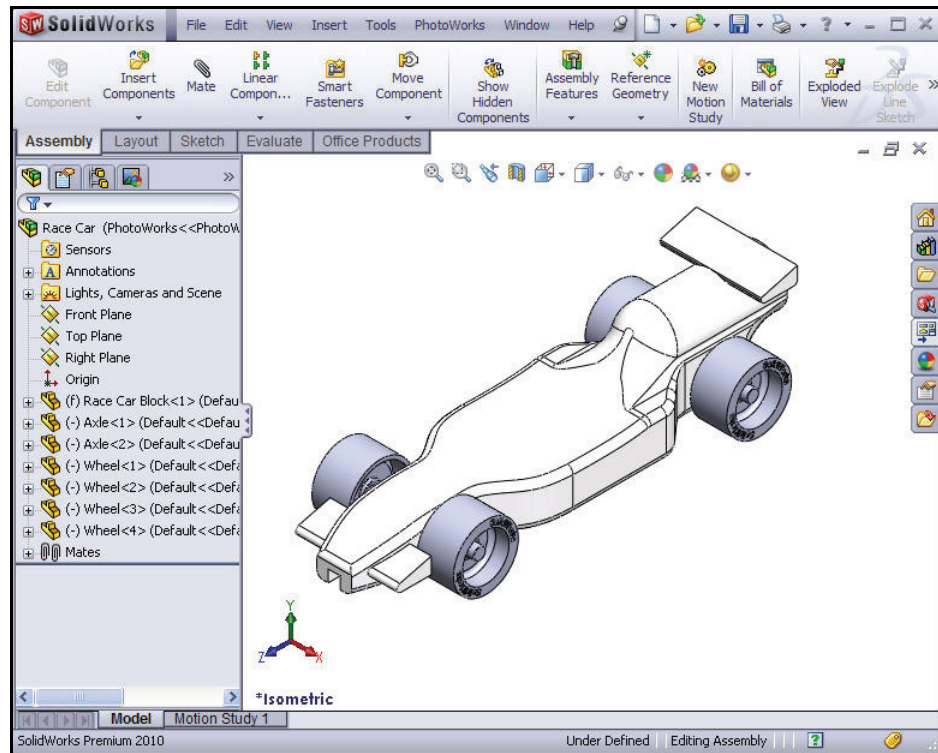 SolidWorks File Edit View Insert Tools PhotoWorks Window Help
Edit Component
Insert Components
Mate
Linear Compon...
Smart Fasteners
Move Component
Show Hidden Components
Assembly Features
Reference Geometry
New Motion Study
Bill of Materials
Exploded View
Explode Line Sketch
Assembly Layout Sketch Evaluate Office Products
Race Car (PhotoWorks<<PhotoW
Sensors
Annotations
Lights, Cameras and Scene
Front Plane
Top Plane
Right Plane
Origin
(f) Race Car Block<1> (Defau
(-) Axle<1> (Default<<Defau
(-) Axle<2> (Default<<Defau
(-) Wheel<1> (Default<<Defa
(-) Wheel<2> (Default<<Defa
(-) Wheel<3> (Default<<Defa
(-) Wheel<4> (Default<<Defa
Mates
Y
Z X
*Isometric
Model Motion Study 1
SolidWorks Premium 2010 Under Defined Editing Assembly